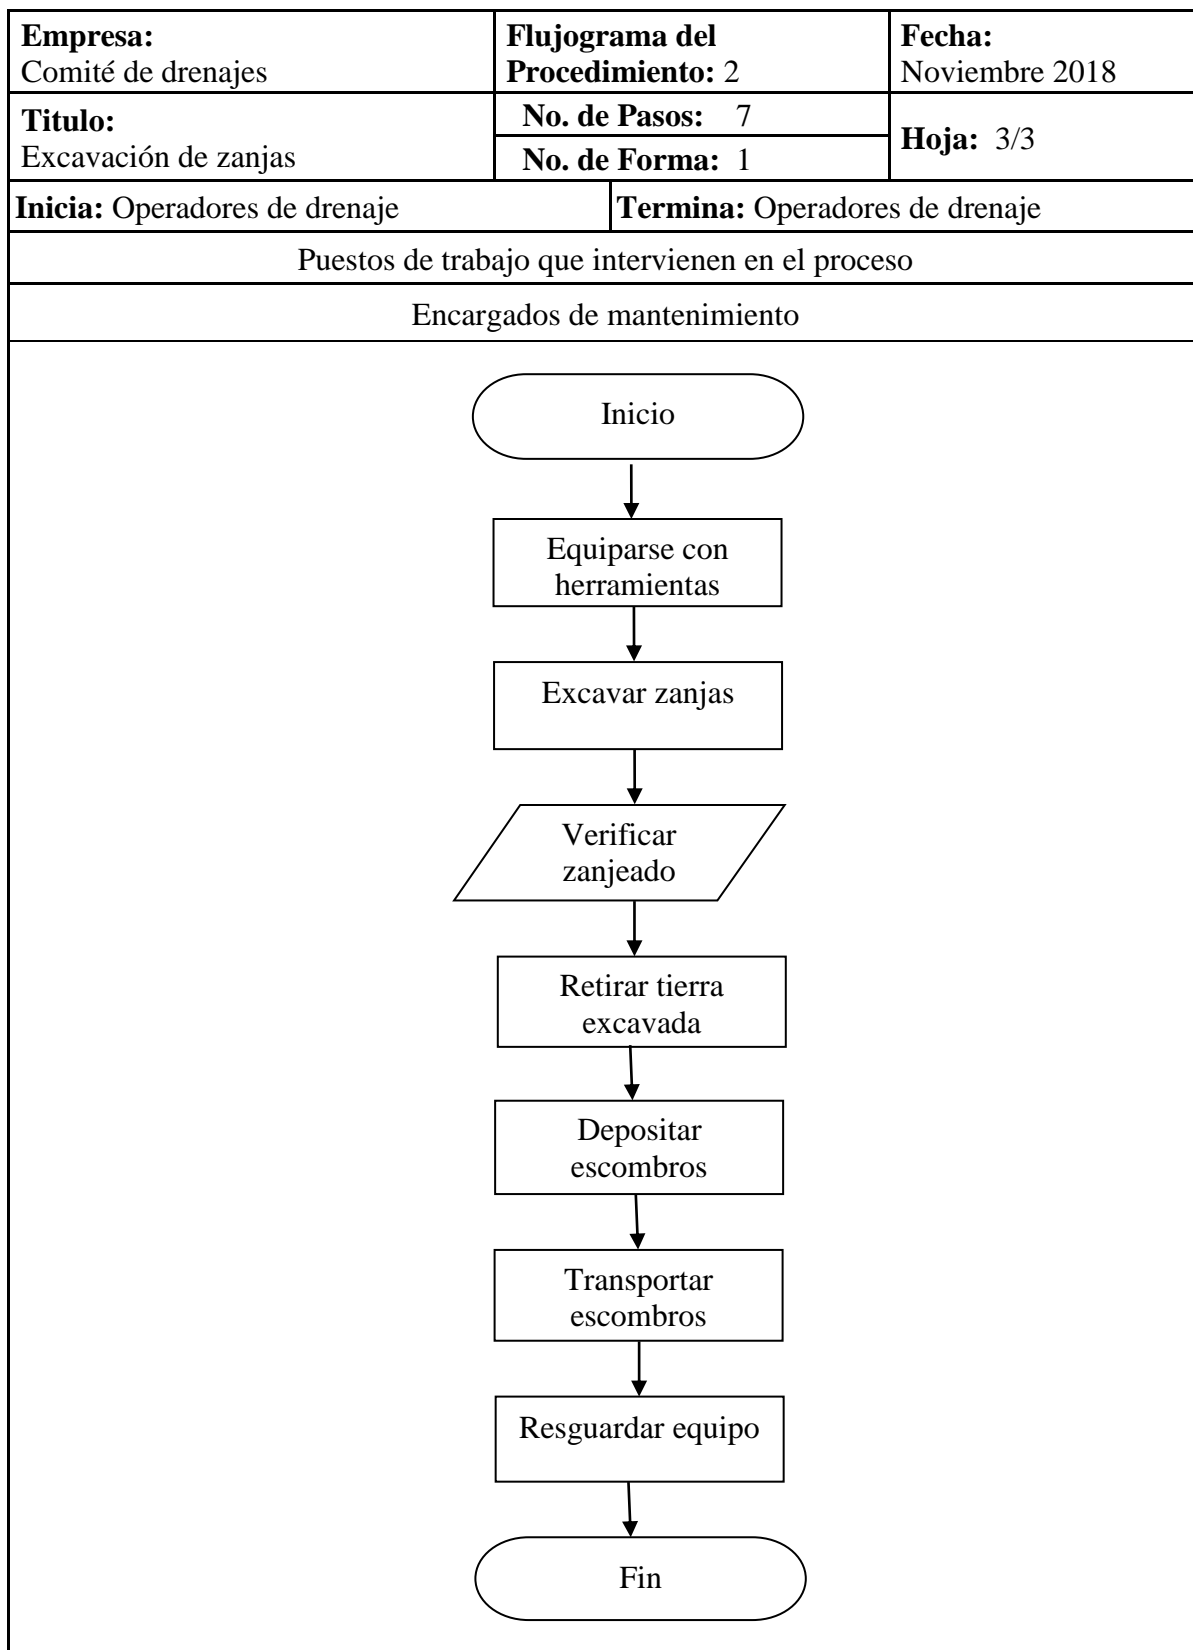 Empresa:
Comité de drenajes
Flujograma del
Procedimiento: 2
Fecha:
Noviembre 2018
Titulo:
Excavación de zanjas
No. de Pasos: 7
No. de Forma: 1
Hoja: 3/3
Inicia: Operadores de drenaje
Termina: Operadores de drenaje
Puestos de trabajo que intervienen en el proceso
Encargados de mantenimiento
Inicio
Equiparse con
herramientas
Excavar zanjas
Verificar
zanjeado
Retirar tierra
excavada
Depositar
escombros
Transportar
escombros
Resguardar equipo
Fin